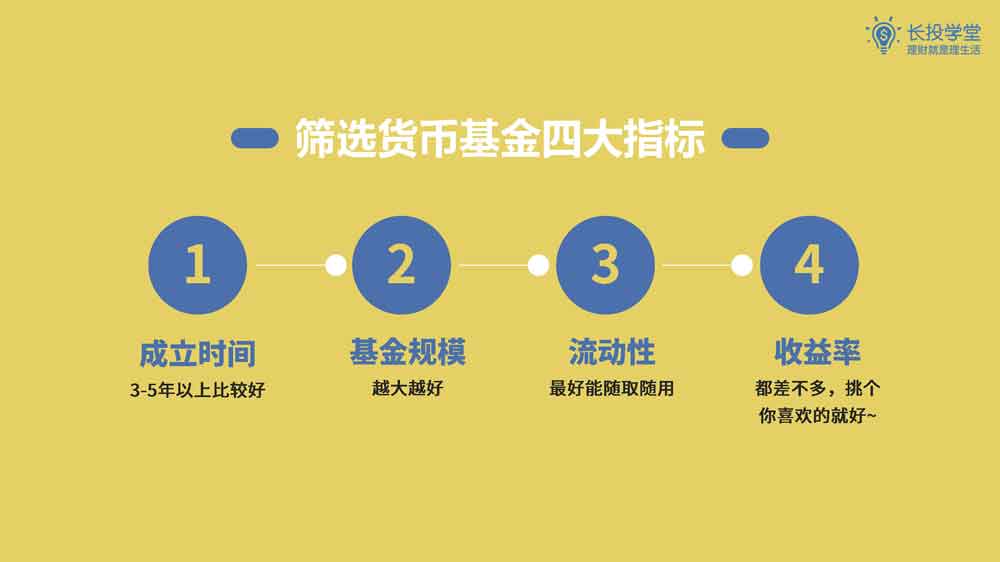 长投学堂
理财就是理生活
筛选货币基金四大指标
1
2
3
4
成立时间
基金规模
流动性
收益率
3-5年以上比较好
越大越好
最好能随取随用
都差不多，挑个
你喜欢的就好~